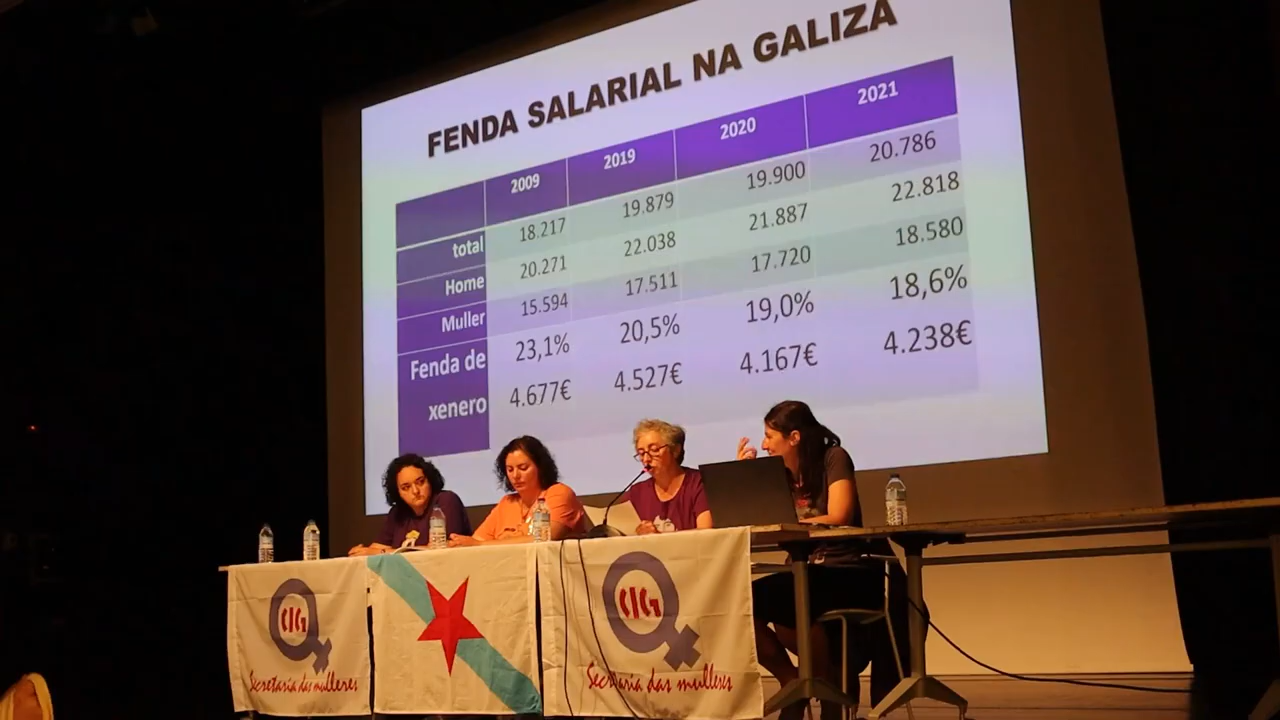 FENDA SALARIAL NA GALIZA
2009 2019 2020 2021
total 18.217 19.879 19.900 20.786
Home 20.271 22.038 21.887 22.818
Muller 15.594 17.511 17.720 18.580
Fenda de xenero 23,1% 20,5% 19,0% 18,6%
4.677€ 4.527€ 4.167€ 4.238€
CIG
Secretaría das mulleres
CIG
Secretaría das mulleres